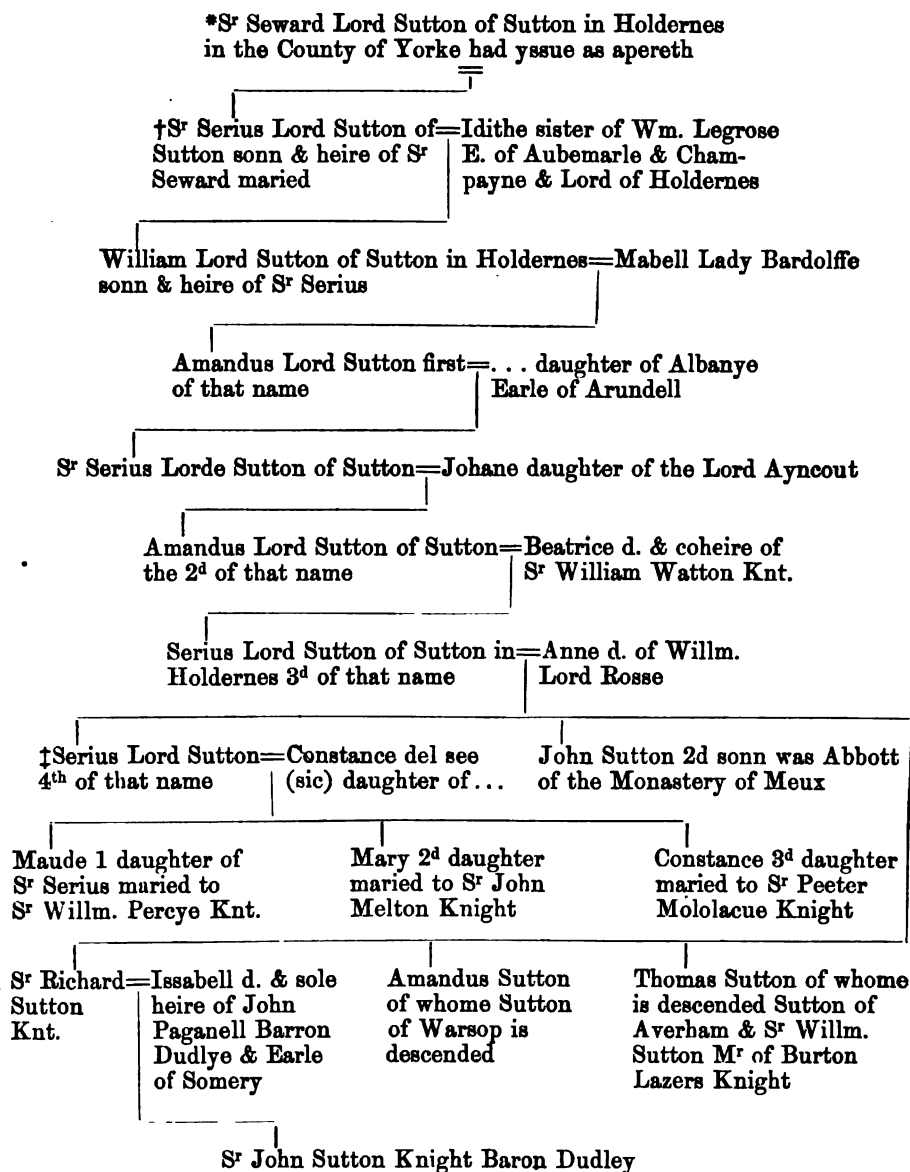 *Sʳ Seward Lord Sutton of Sutton in Holdernes
in the County of Yorke had yssue as apereth
†Sʳ Serius Lord Sutton of=Idithe sister of Wm. Legrose
Sutton sonn & heire of Sʳ E. of Aubemarle & Cham-
Seward maried payne & Lord of Holdernes
William Lord Sutton of Sutton in Holdernes=Mabell Lady Bardolffe
sonn & heire of Sʳ Serius
Amandus Lord Sutton first=... daughter of Albanye
of that name Earle of Arundell
Sʳ Serius Lorde Sutton of Sutton=Johane daughter of the Lord Ayncout
Amandus Lord Sutton of Sutton=Beatrice d. & coheire of
the 2ᵈ of that name Sʳ William Watton Knt.
Serius Lord Sutton of Sutton in=Anne d. of Willm.
Holdernes 3ᵈ of that name Lord Rosse
‡Serius Lord Sutton=Constance del see
4ᵗʰ of that name (sic) daughter of...
John Sutton 2d sonn was Abbott
of the Monastery of Meux
Maude 1 daughter of
Sʳ Serius maried to
Sʳ Willm. Percye Knt.
Mary 2ᵈ daughter
maried to Sʳ John
Melton Knight
Constance 3ᵈ daughter
maried to Sʳ Peeter
Mololacue Knight
Sʳ Richard=Issabell d. & sole
Sutton heire of John
Knt. Paganell Barron
Dudlye & Earle
of Somery
Amandus Sutton
of whome Sutton
of Warsop is
descended
Thomas Sutton of whome
is descended Sutton of
Averham & Sʳ Willm.
Sutton Mʳ of Burton
Lazers Knight
Sʳ John Sutton Knight Baron Dudley